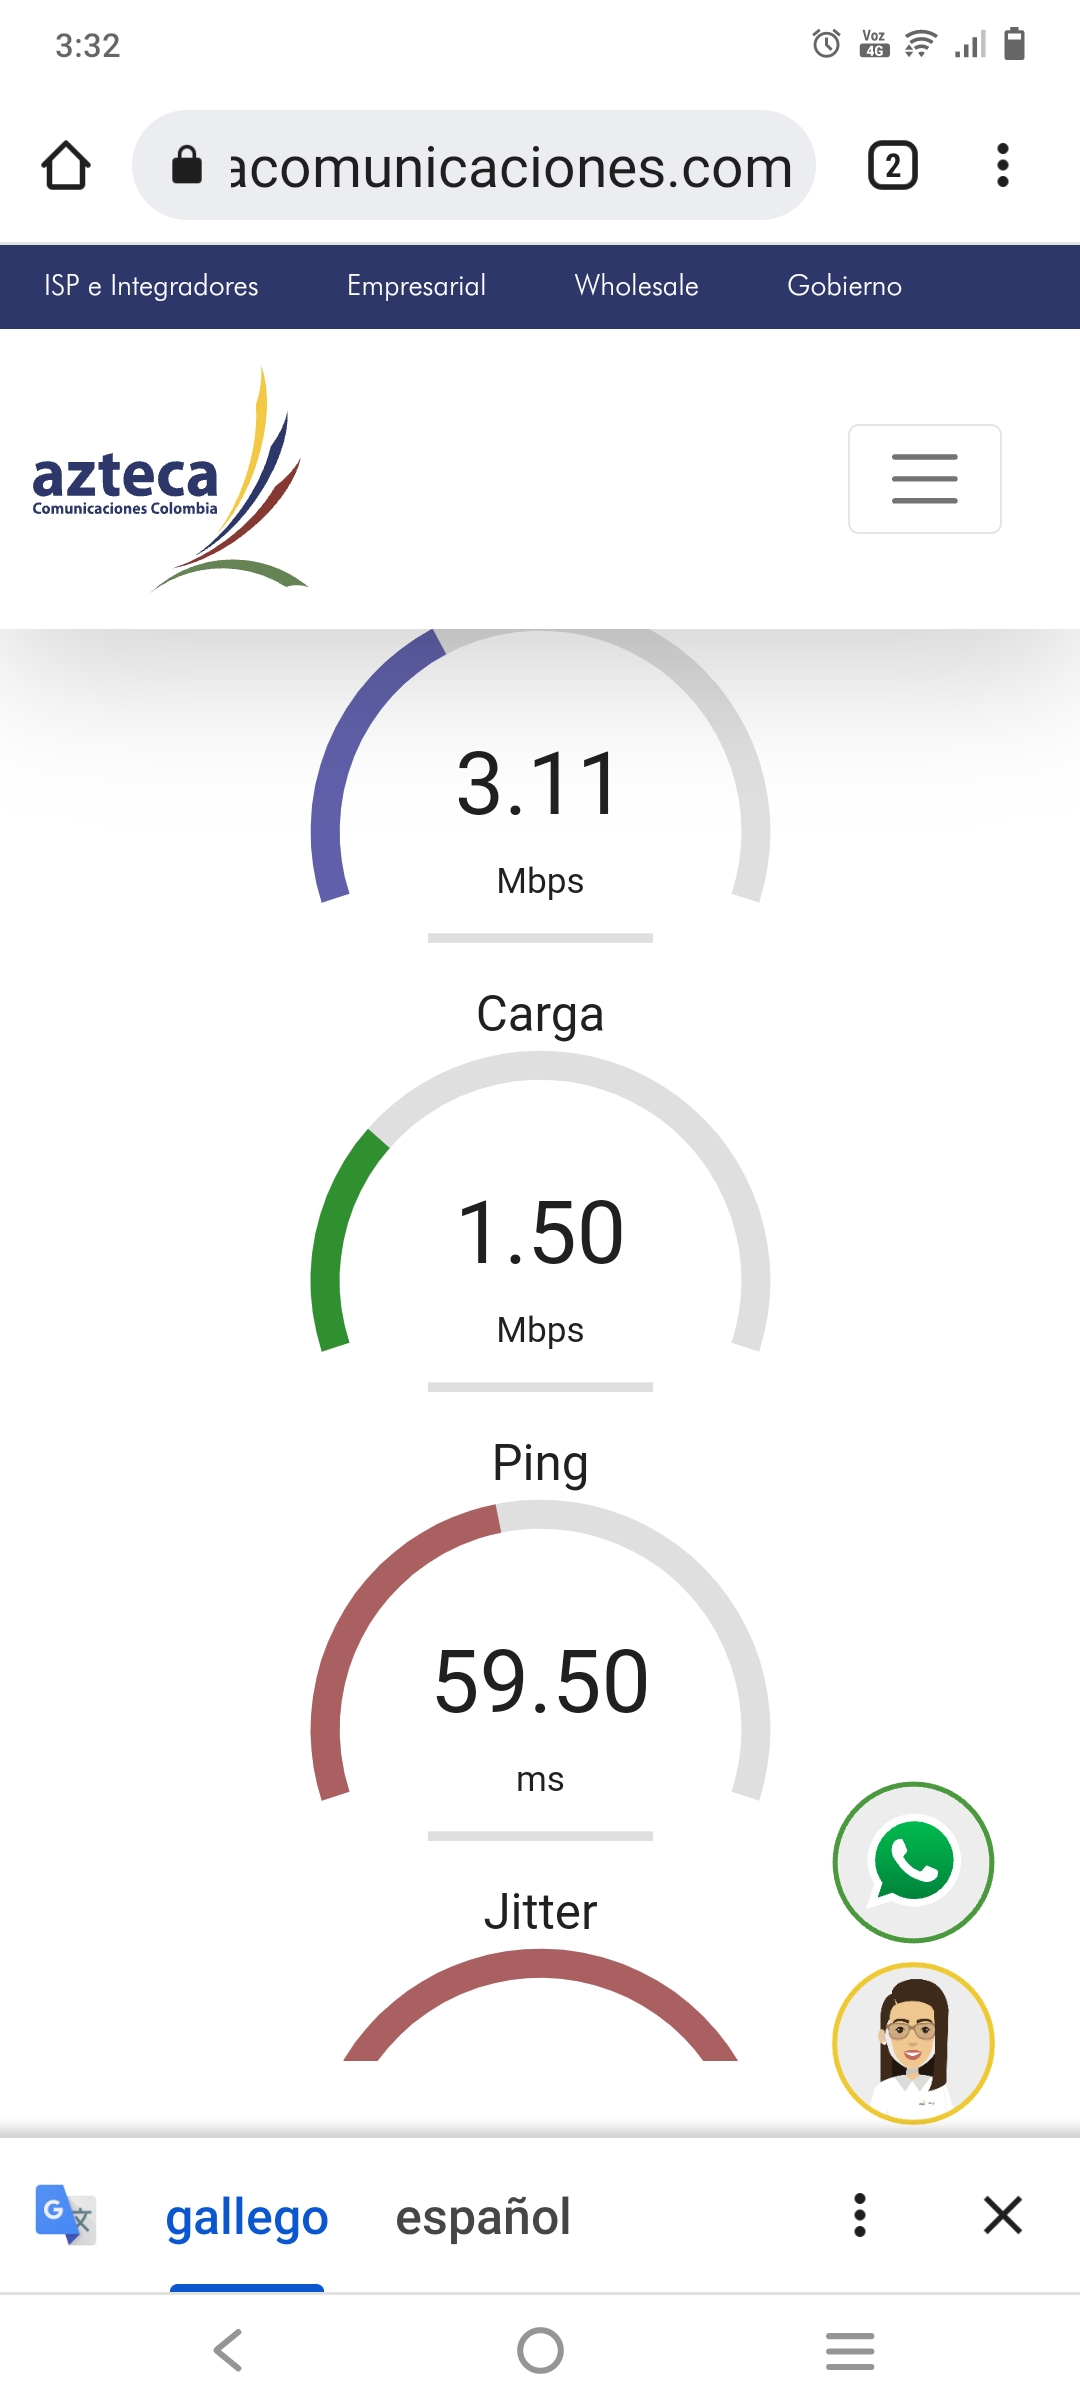 3:32
Voz
4G
acomunicaciones.com
2
ISP e Integradores
Empresarial
Wholesale
Gobierno
azteca
Comunicaciones Colombia
3.11
Mbps
Carga
1.50
Mbps
Ping
59.50
ms
Jitter
G 文
gallego
español